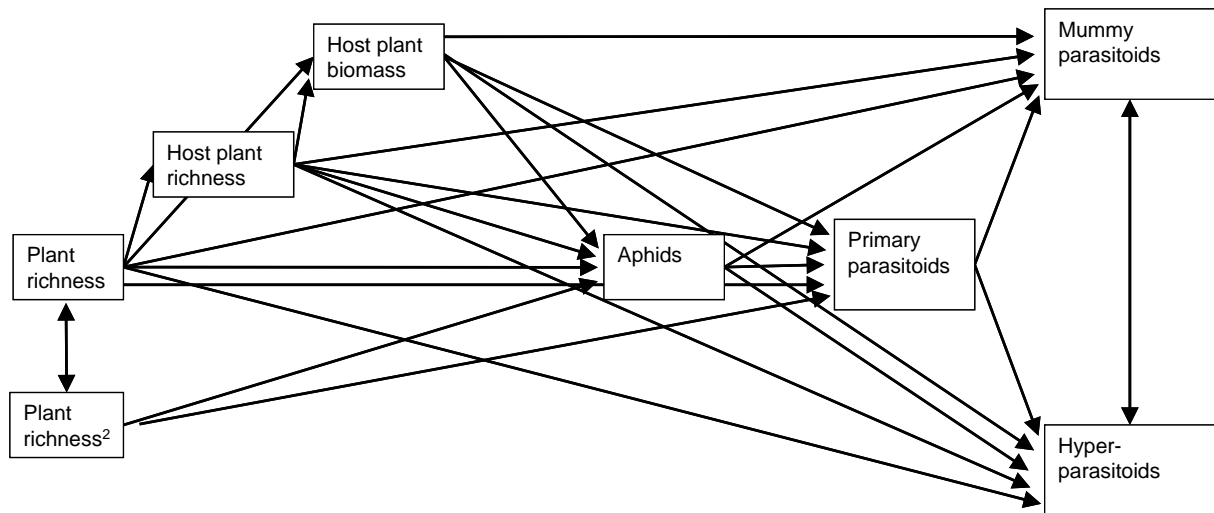 Host plant
biomass
Mummy
parasitoids
Host plant
richness
Plant
richness
Aphids
Primary
parasitoids
Plant
richness²
Hyper-
parasitoids